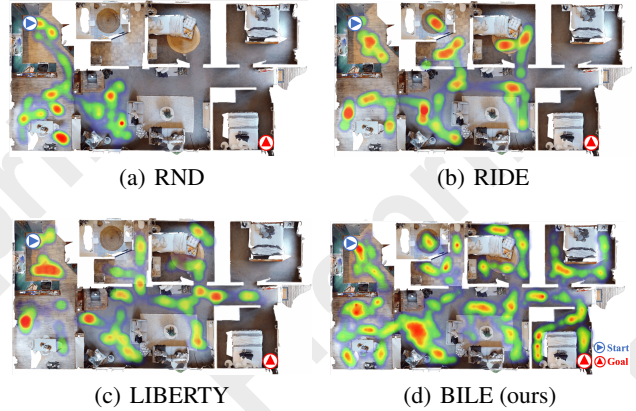 (a) RND
(b) RIDE
Start
Goal
(c) LIBERTY
(d) BILE (ours)